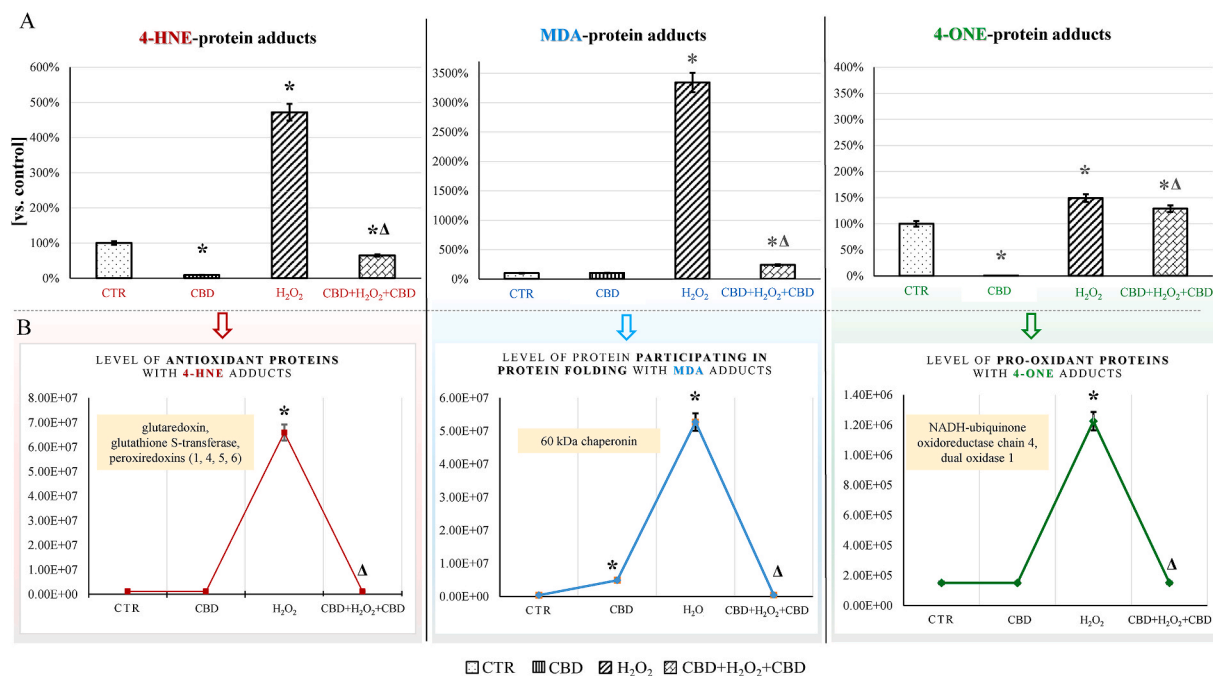 A
4-HNE-protein adducts
[vs. control]
600%
500%
400%
300%
200%
100%
0%
*
*
*Δ
CTR CBD H₂O₂ CBD+H₂O₂+CBD
MDA-protein adducts
3500%
3000%
2500%
2000%
1500%
1000%
500%
0%
*
*Δ
CTR CBD H₂O₂ CBD+H₂O₂+CBD
4-ONE-protein adducts
400%
350%
300%
250%
200%
150%
100%
50%
0%
*
*
*Δ
CTR CBD H₂O₂ CBD+H₂O₂+CBD
B
LEVEL OF ANTIOXIDANT PROTEINS
WITH 4-HNE ADDUCTS
8.00E+07
7.00E+07
6.00E+07
5.00E+07
4.00E+07
3.00E+07
2.00E+07
1.00E+07
0.00E+00
glutaredoxin,
glutathione S-transferase,
peroxiredoxins (1, 4, 5, 6)
*
Δ
CTR CBD H₂O₂ CBD+H₂O₂+CBD
LEVEL OF PROTEIN PARTICIPATING IN
PROTEIN FOLDING WITH MDA ADDUCTS
6.00E+07
5.00E+07
4.00E+07
3.00E+07
2.00E+07
1.00E+07
0.00E+00
60 kDa chaperonin
*
*
Δ
CTR CBD H₂O CBD+H₂O₂+CBD
LEVEL OF PRO-OXIDANT PROTEINS
WITH 4-ONE ADDUCTS
1.40E+06
1.20E+06
1.00E+06
8.00E+05
6.00E+05
4.00E+05
2.00E+05
0.00E+00
NADH-ubiquinone
oxidoreductase chain 4,
dual oxidase 1
*
Δ
CTR CBD H₂O₂ CBD+H₂O₂+CBD
CTR CBD H₂O₂ CBD+H₂O₂+CBD